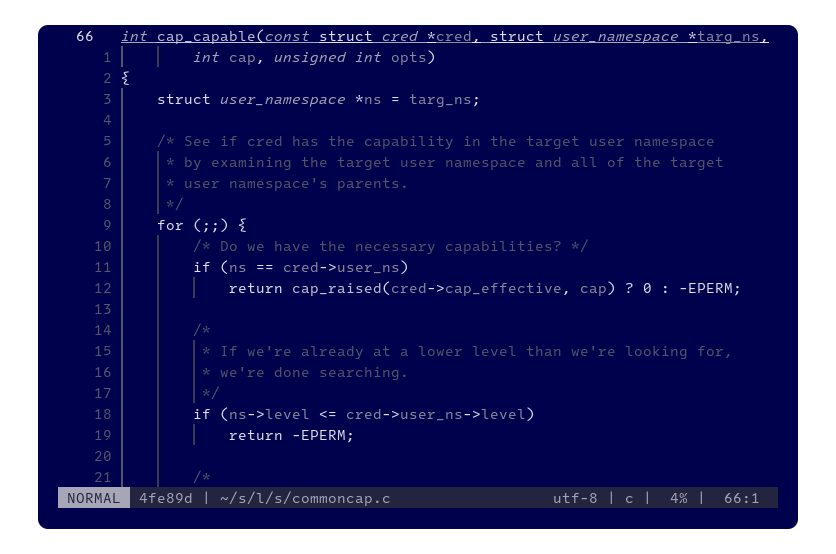 66 int cap_capable(const struct cred *cred, struct user_namespace *targ_ns,
1 int cap, unsigned int opts)
2 {
3 struct user_namespace *ns = targ_ns;
4
5 /* See if cred has the capability in the target user namespace
6 * by examining the target user namespace and all of the target
7 * user namespace's parents.
8 */
9 for (;;) {
10 /* Do we have the necessary capabilities? */
11 if (ns == cred->user_ns)
12 return cap_raised(cred->cap_effective, cap) ? 0 : -EPERM;
13
14 /*
15 * If we're already at a lower level than we're looking for,
16 * we're done searching.
17 */
18 if (ns->level <= cred->user_ns->level)
19 return -EPERM;
20
21 /*
NORMAL 4fe89d | ~/s/l/s/commoncap.c utf-8 | c | 4% | 66:1